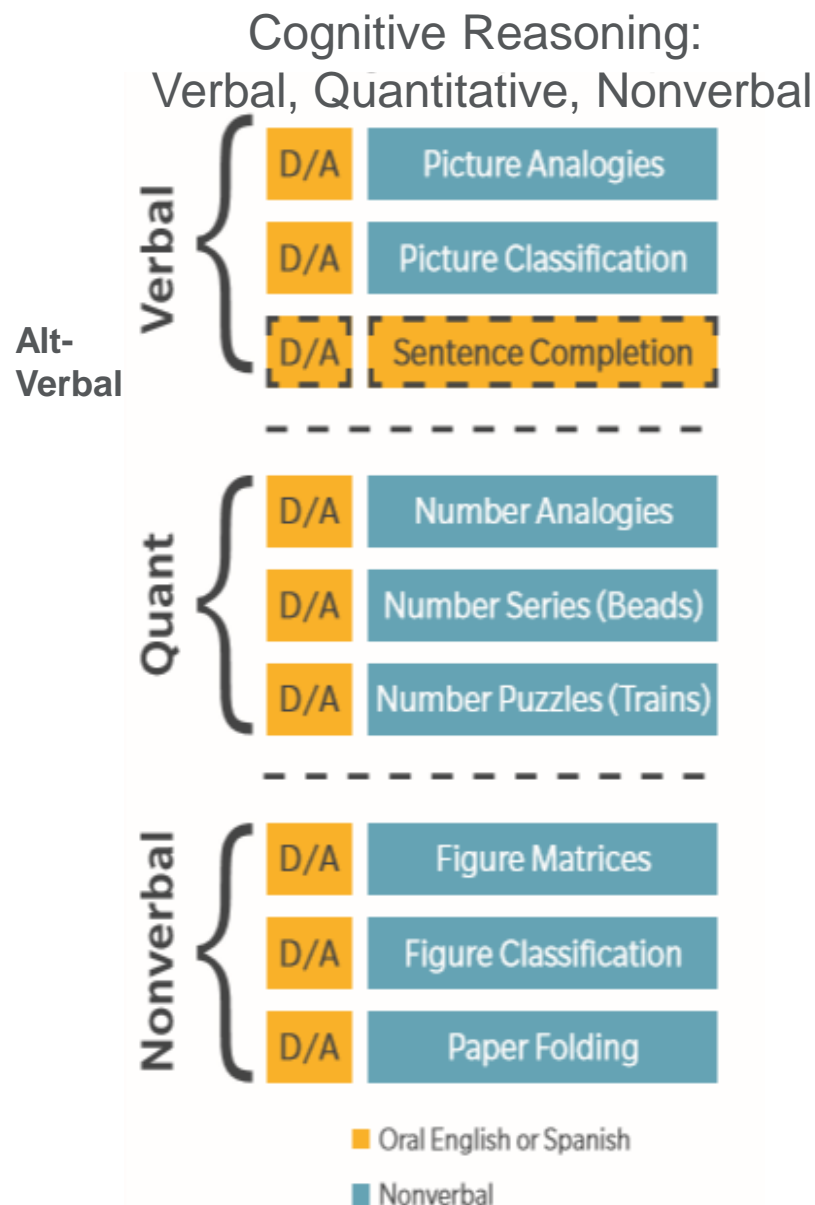 Cognitive Reasoning:
Verbal, Quantitative, Nonverbal
Verbal
D/A Picture Analogies
D/A Picture Classification
Alt-
Verbal
D/A Sentence Completion
Quant
D/A Number Analogies
D/A Number Series (Beads)
D/A Number Puzzles (Trains)
Nonverbal
D/A Figure Matrices
D/A Figure Classification
D/A Paper Folding
Oral English or Spanish
Nonverbal